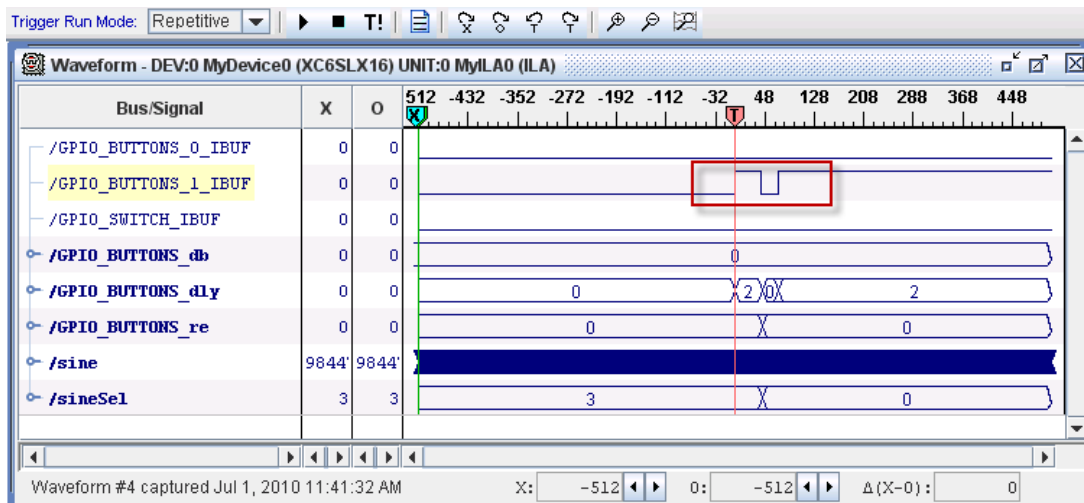 Trigger Run Mode: Repetitive T!
Waveform - DEV:0 MyDevice0 (XC6SLX16) UNIT:0 MyILA0 (ILA)
Bus/Signal X O 512 -432 -352 -272 -192 -112 -32 48 128 208 288 368 448
X T
/GPIO_BUTTONS_0_IBUF 0 0
/GPIO_BUTTONS_1_IBUF 0 0
/GPIO_SWITCH_IBUF 0 0
/GPIO_BUTTONS_db 0 0 0
/GPIO_BUTTONS_dly 0 0 0 2 0 2
/GPIO_BUTTONS_re 0 0 0 0
/sine 9844 9844
/sineSel 3 3 3 0
Waveform #4 captured Jul 1, 2010 11:41:32 AM X: -512 O: -512 Δ(X-O): 0